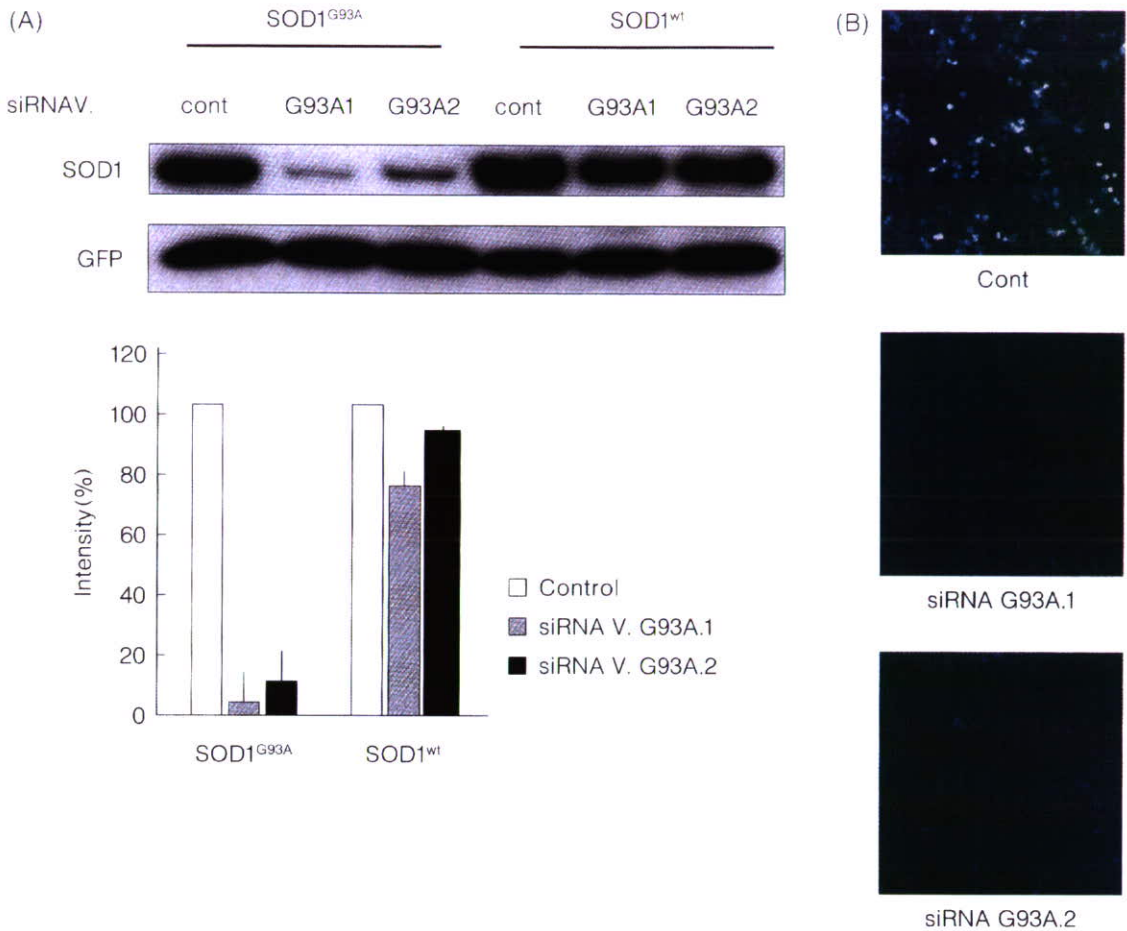 (A)
SOD1G93A
SOD1wt
siRNAV.
cont
G93A1
G93A2
cont
G93A1
G93A2
SOD1
GFP
120
100
80
60
40
20
0
Intensity(%)
SOD1G93A
SOD1wt
Control
siRNA V. G93A.1
siRNA V. G93A.2
(B)
Cont
siRNA G93A.1
siRNA G93A.2